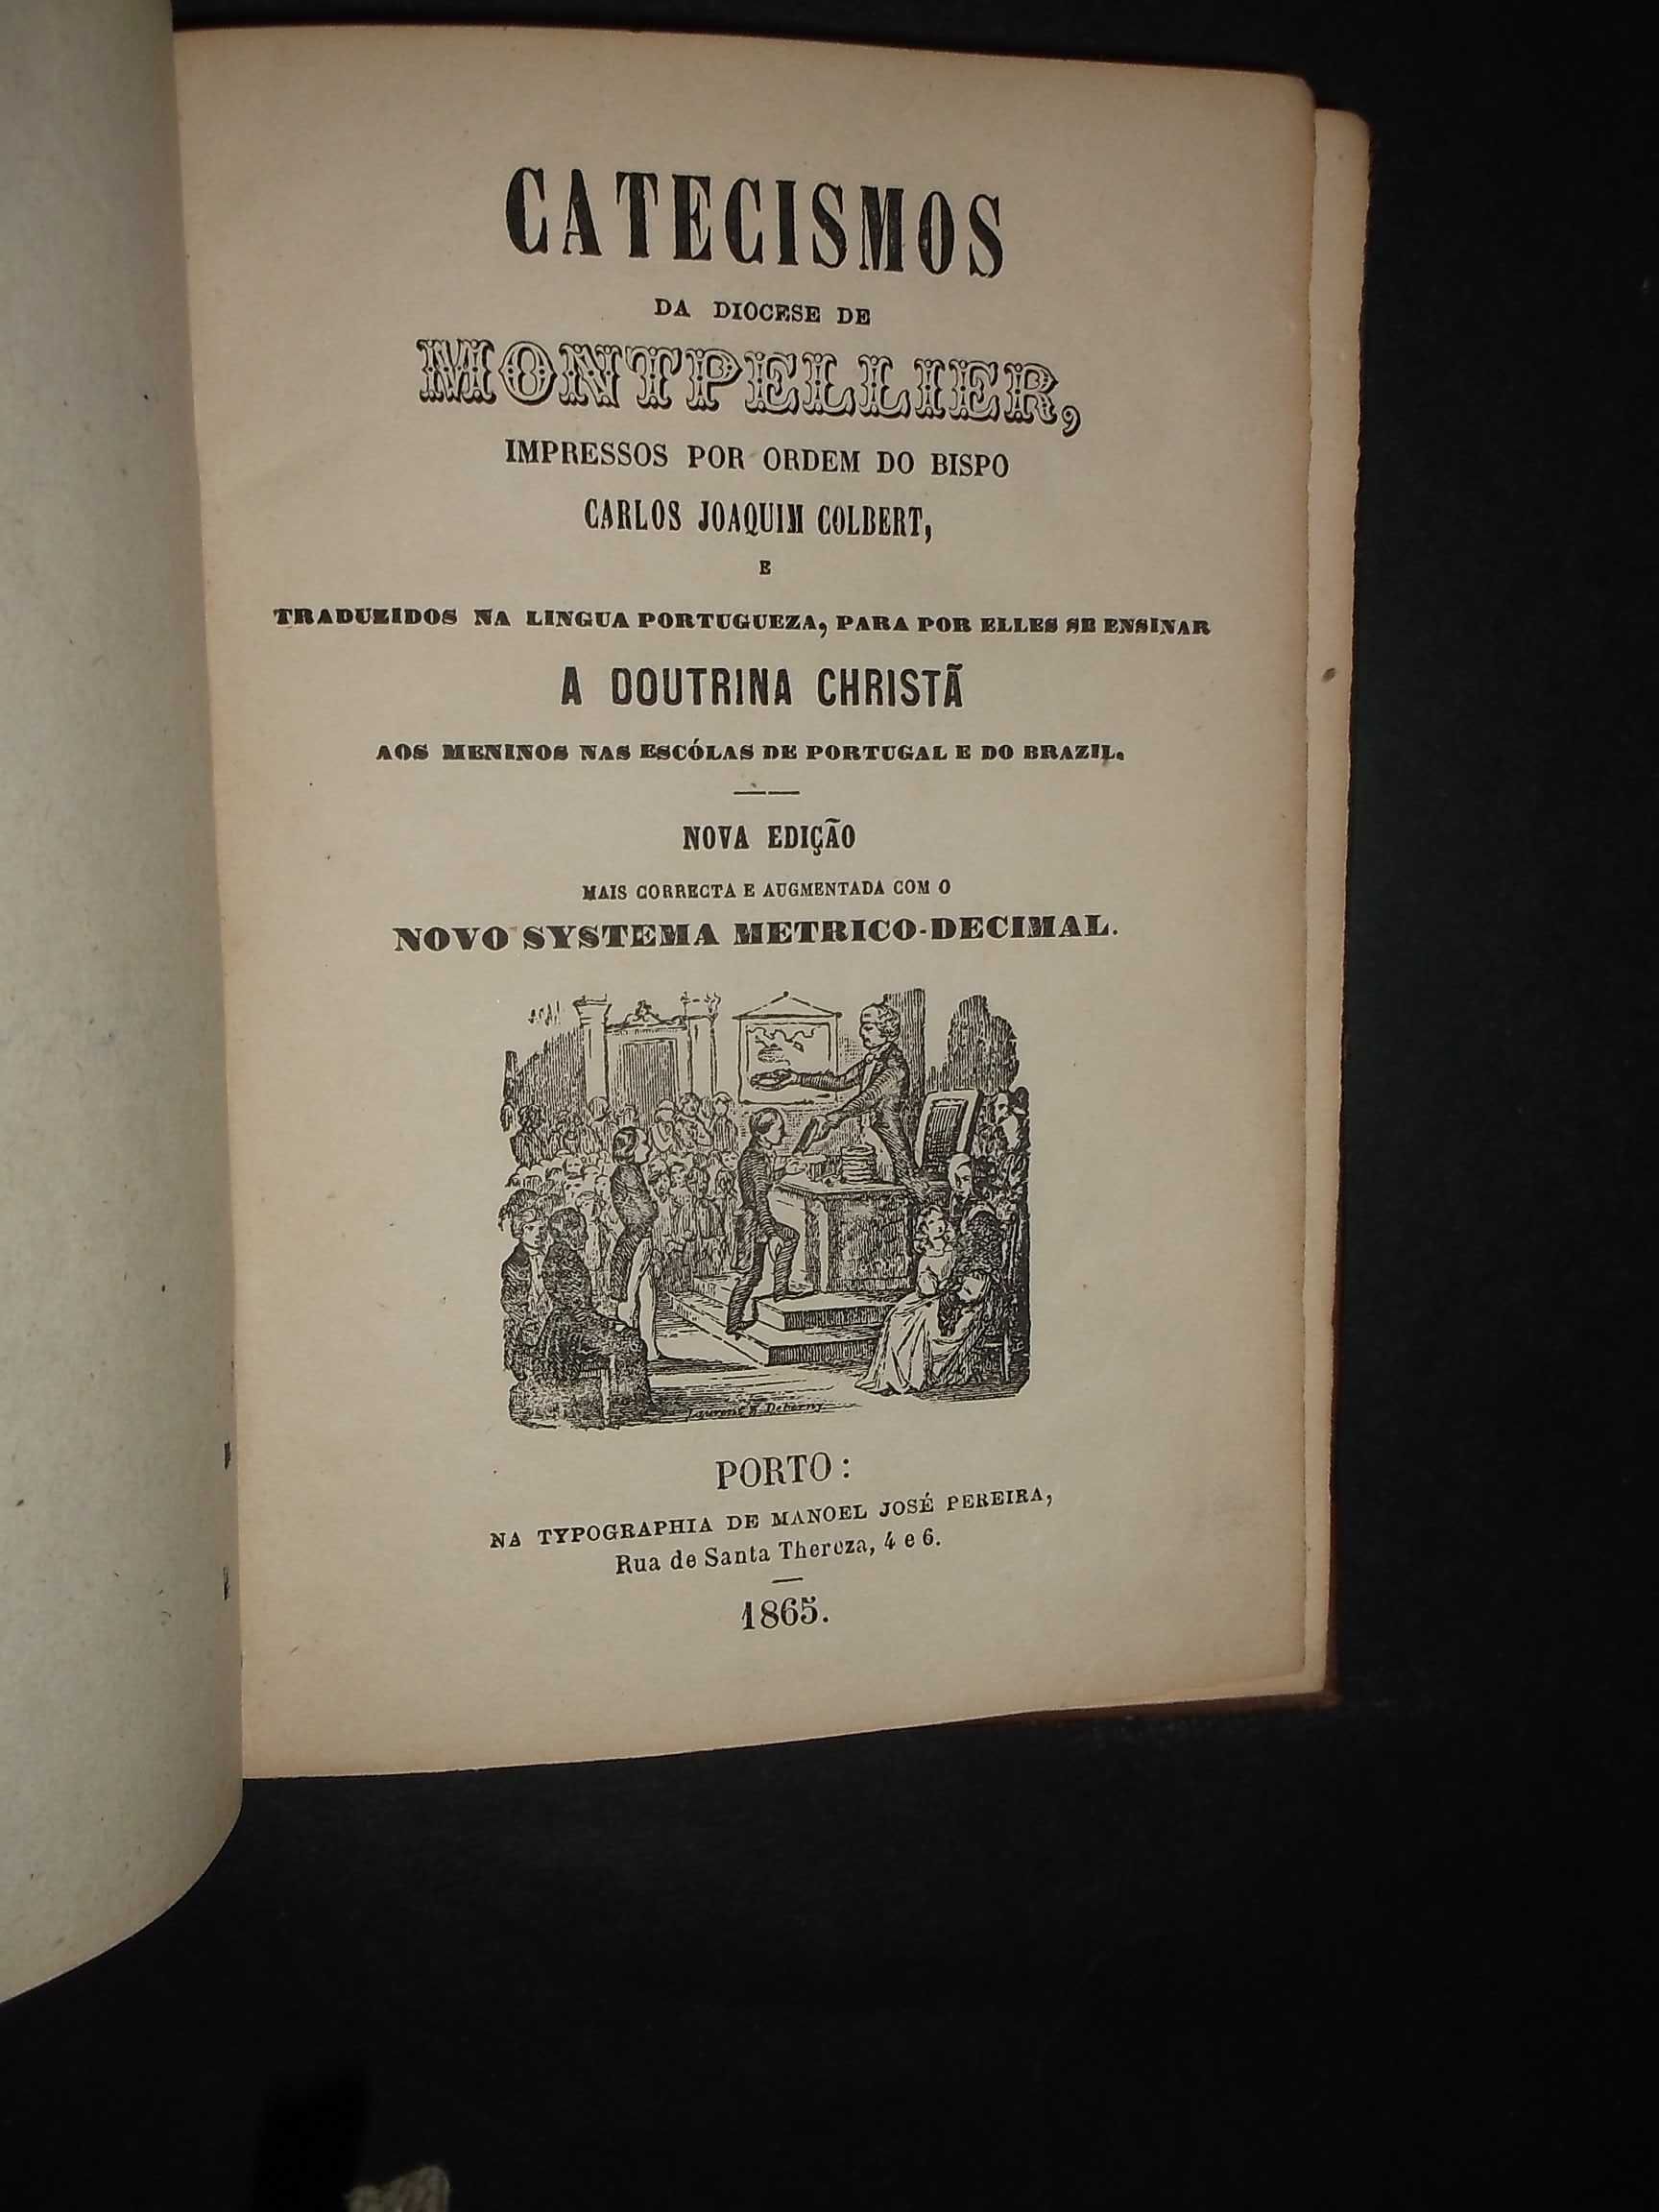 CATECISMOS
DA DIOCESE DE
MONTPELLIER,
IMPRESSOS POR ORDEM DO BISPO
CARLOS JOAQUIM COLBERT,
E
TRADUZIDOS NA LINGUA PORTUGUEZA, PARA POR ELLES SE ENSINAR
A DOUTRINA CHRISTÃ
AOS MENINOS NAS ESCÓLAS DE PORTUGAL E DO BRAZIL.
NOVA EDIÇÃO
MAIS CORRECTA E AUGMENTADA COM O
NOVO SYSTEMA METRICO-DECIMAL.
Laurent & Deberny
PORTO:
NA TYPOGRAPHIA DE MANOEL JOSÉ PEREIRA,
Rua de Santa Thereza, 4 e 6.
1865.